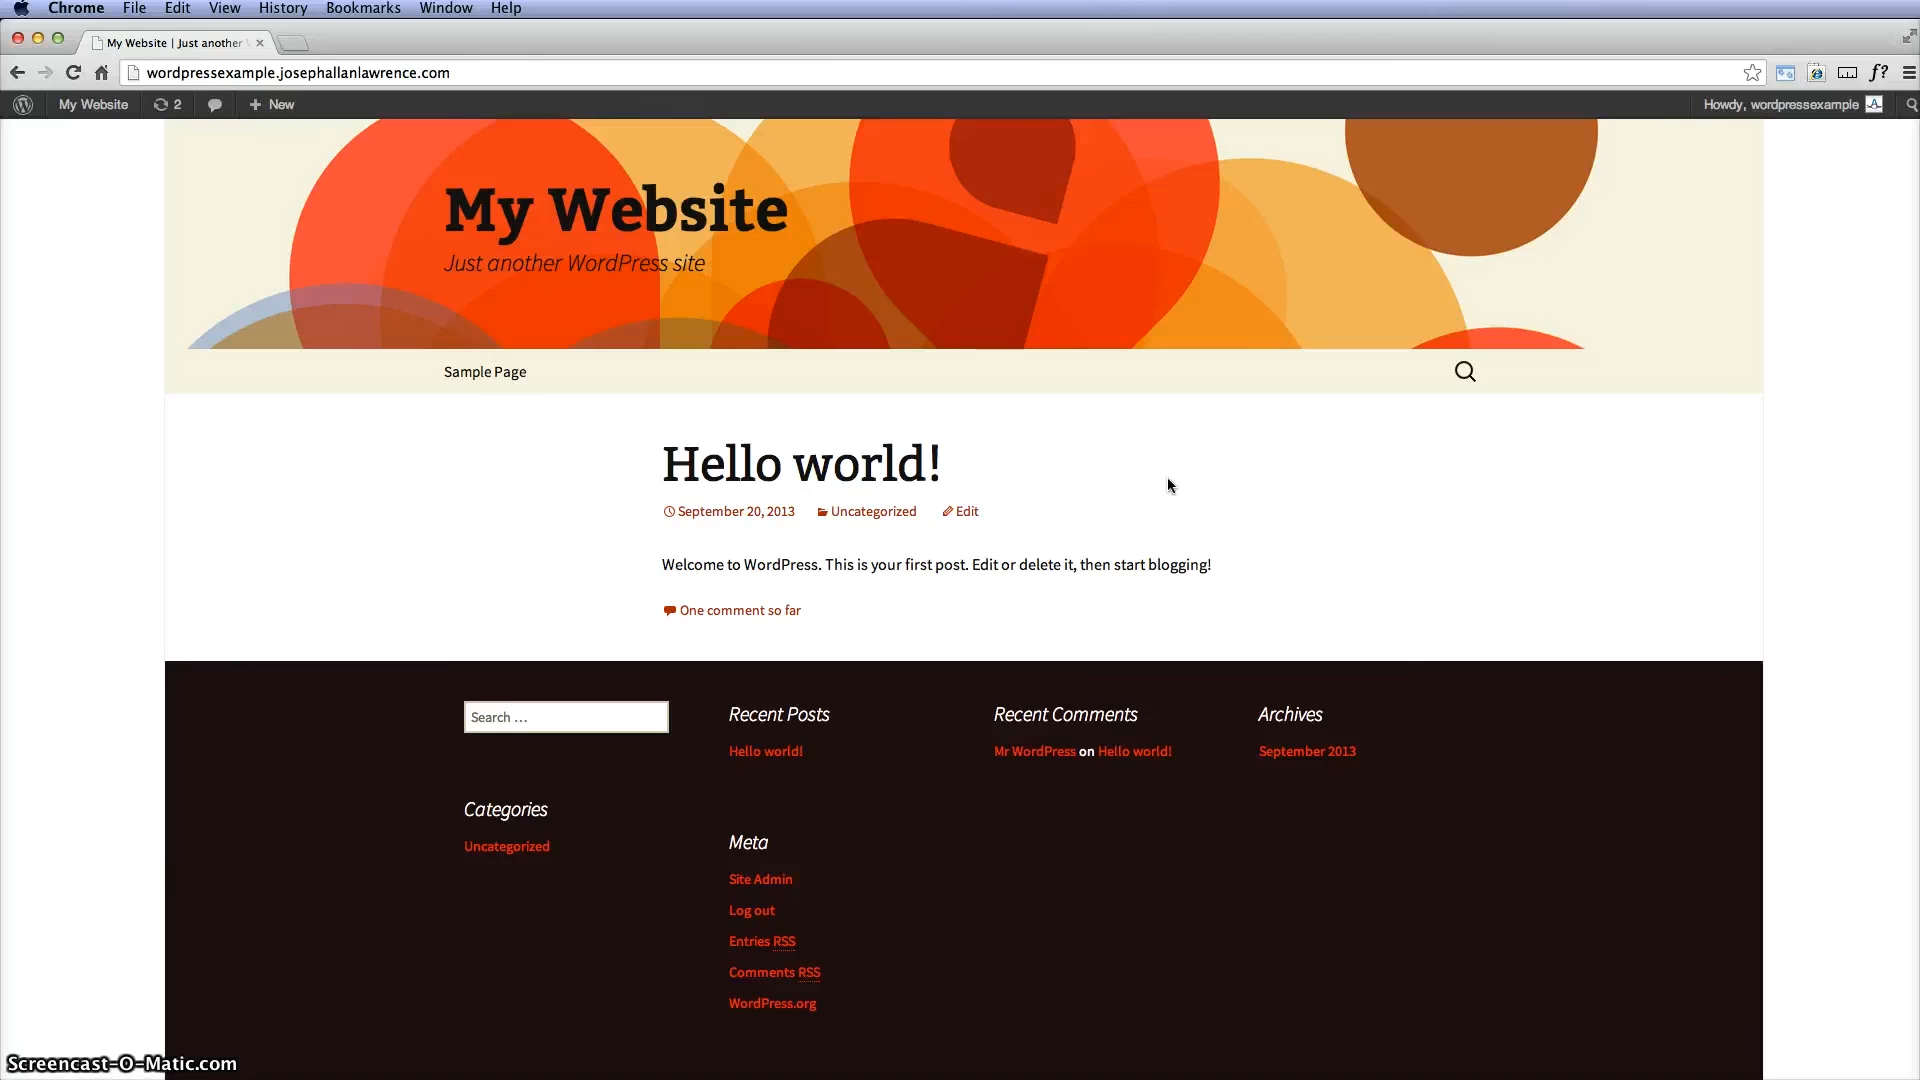 Chrome File Edit View History Bookmarks Window Help
My Website | Just another
wordpressexample.josephallanlawrence.com
f?
My Website 2 New Howdy, wordpressexample
My Website
Just another WordPress site
Sample Page
Hello world!
September 20, 2013 Uncategorized Edit
Welcome to WordPress. This is your first post. Edit or delete it, then start blogging!
One comment so far
Search ...
Recent Posts
Hello world!
Recent Comments
Mr WordPress on Hello world!
Archives
September 2013
Categories
Uncategorized
Meta
Site Admin
Log out
Entries RSS
Comments RSS
WordPress.org
Screencast-O-Matic.com